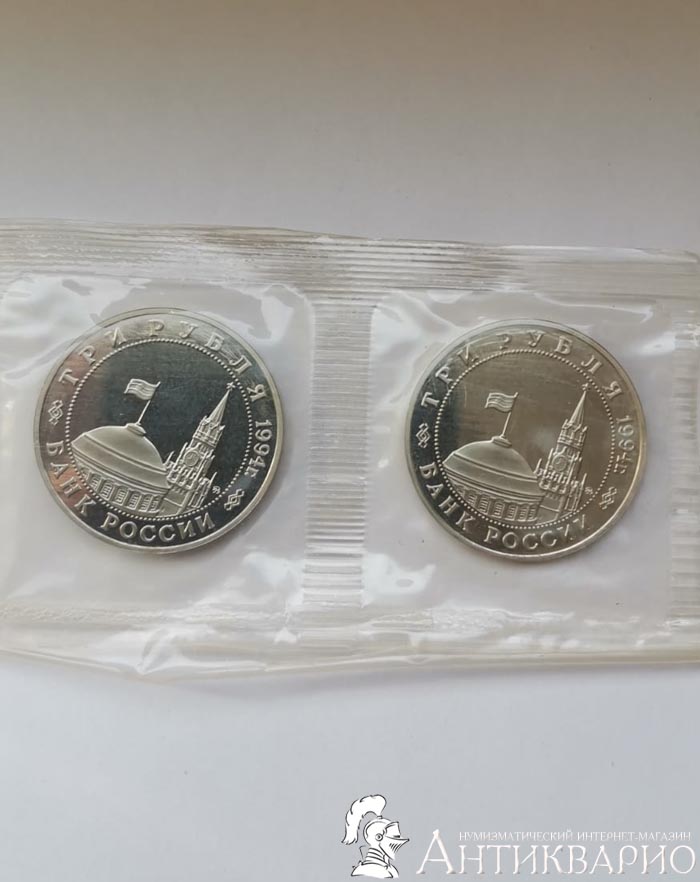 ТРИ РУБЛЯ
1994г.
БАНК РОССИИ
ТРИ РУБЛЯ
1994г.
БАНК РОССИИ
НУМИЗМАТИЧЕСКИЙ ИНТЕРНЕТ-МАГАЗИН
АНТИКВАРИО